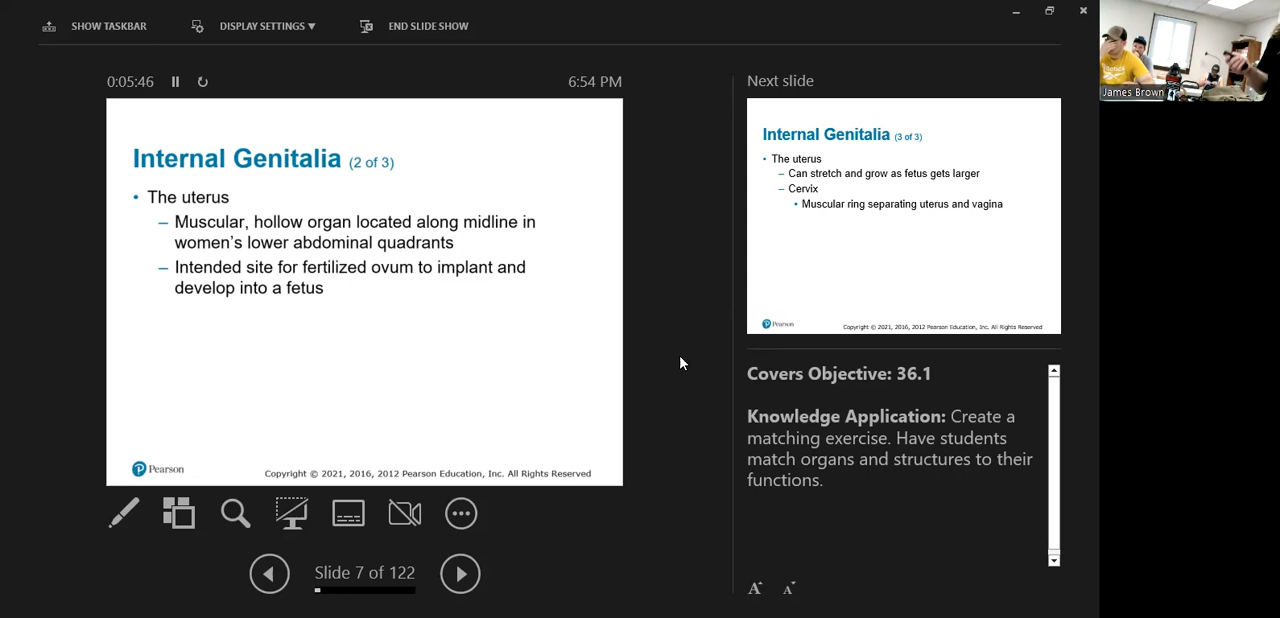 SHOW TASKBAR
DISPLAY SETTINGS ▼
END SLIDE SHOW
0:05:46
6:54 PM
Internal Genitalia (2 of 3)
• The uterus
– Muscular, hollow organ located along midline in
women's lower abdominal quadrants
– Intended site for fertilized ovum to implant and
develop into a fetus
Pearson
Copyright © 2021, 2016, 2012 Pearson Education, Inc. All Rights Reserved
Slide 7 of 122
Next slide
Internal Genitalia (3 of 3)
• The uterus
– Can stretch and grow as fetus gets larger
– Cervix
• Muscular ring separating uterus and vagina
Pearson
Copyright © 2021, 2016, 2012 Pearson Education, Inc. All Rights Reserved
Covers Objective: 36.1
Knowledge Application: Create a
matching exercise. Have students
match organs and structures to their
functions.
A A
James Brown